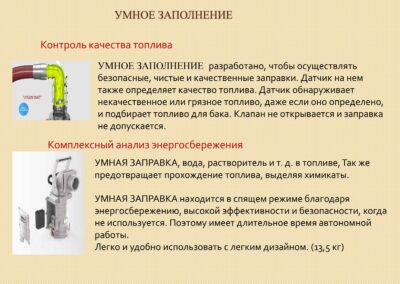 УМНОЕ ЗАПОЛНЕНИЕ
Контроль качества топлива
УМНОЕ ЗАПОЛНЕНИЕ разработано, чтобы осуществлять
безопасные, чистые и качественные заправки. Датчик на нем
также определяет качество топлива. Датчик обнаруживает
некачественное или грязное топливо, даже если оно определено,
и подбирает топливо для бака. Клапан не открывается и заправка
не допускается.
Комплексный анализ энергосбережения
УМНАЯ ЗАПРАВКА, вода, растворитель и т. д. в топливе, Так же
предотвращает прохождение топлива, выделяя химикаты.
УМНАЯ ЗАПРАВКА находится в спящем режиме благодаря
энергосбережению, высокой эффективности и безопасности, когда
не используется. Поэтому имеет длительное время автономной
работы.
Легко и удобно использовать с легким дизайном. (13,5 кг)